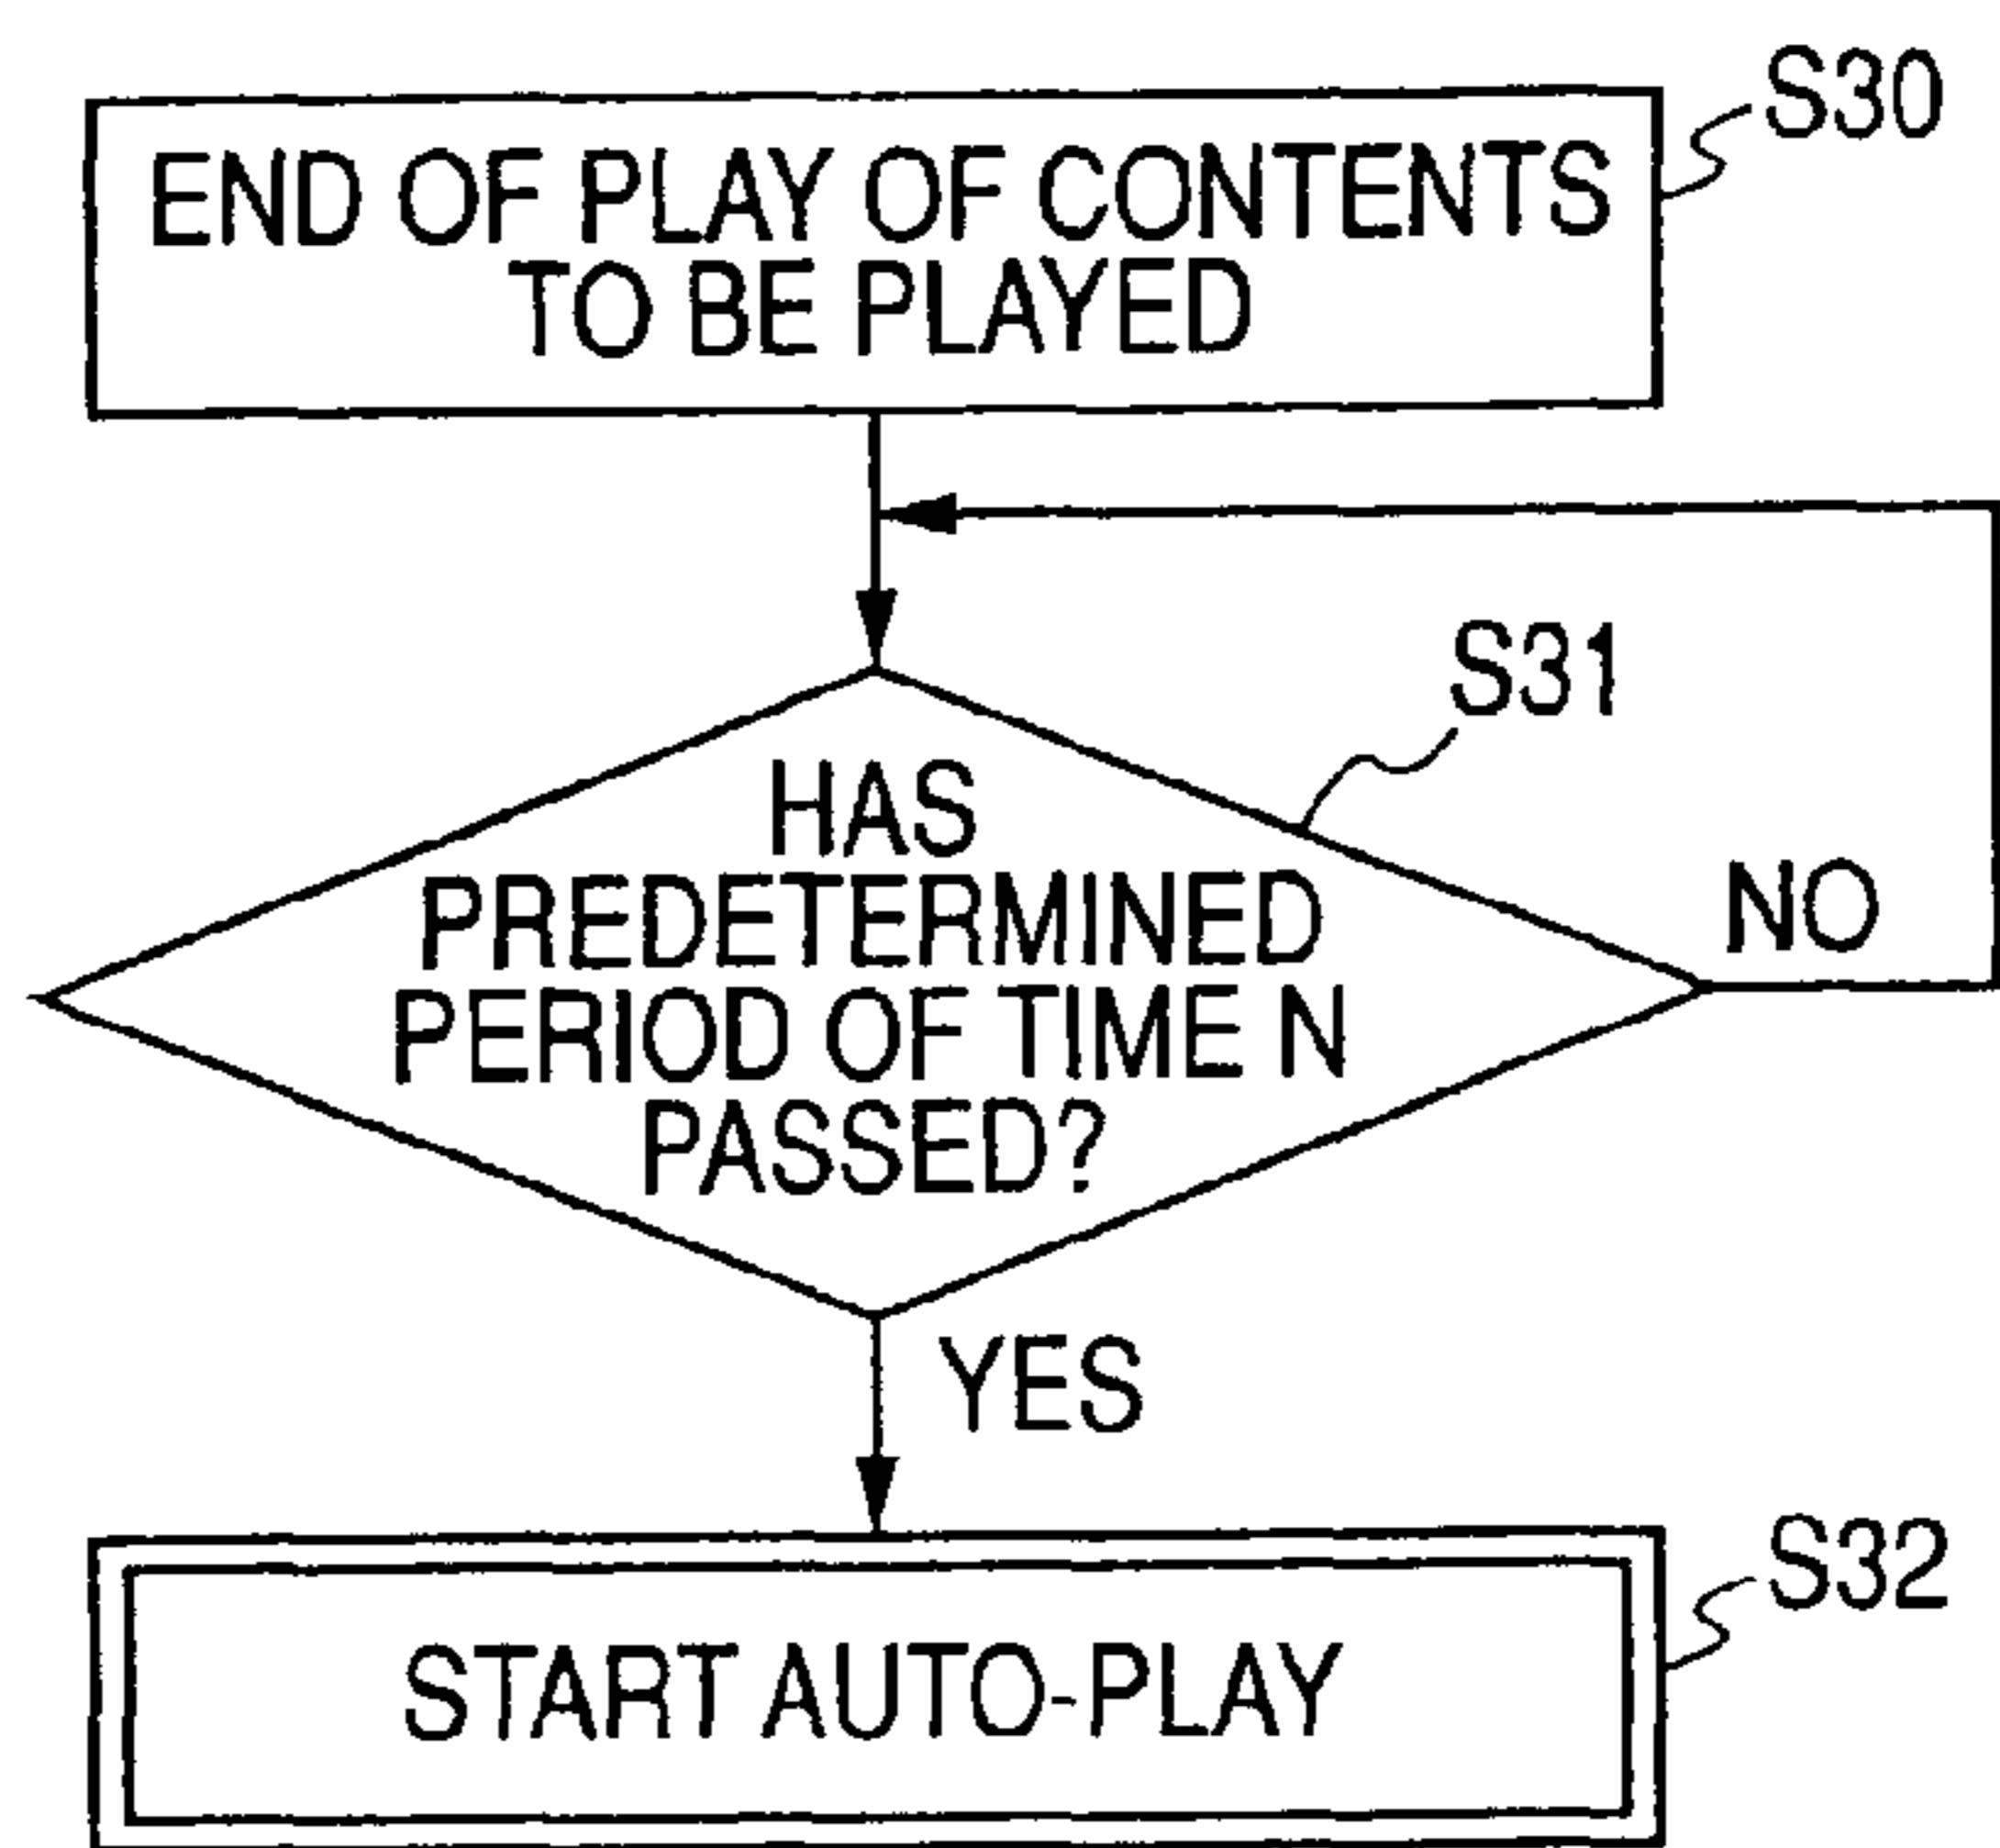 S30
END OF PLAY OF CONTENTS
TO BE PLAYED
S31
HAS
PREDETERMINED
PERIOD OF TIME N
PASSED?
NO
YES
S32
START AUTO-PLAY